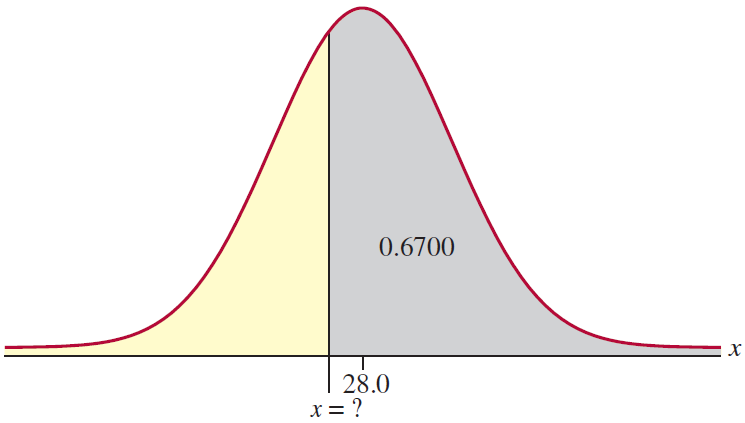 0.6700
x
28.0
x = ?